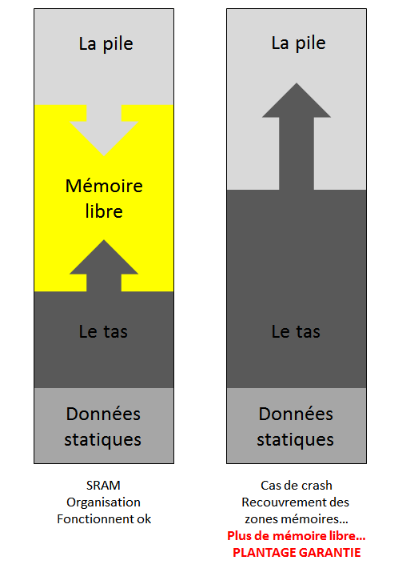 La pile
Mémoire
libre
Le tas
Données
statiques
SRAM
Organisation
Fonctionnent ok
La pile
Le tas
Données
statiques
Cas de crash
Recouvrement des
zones mémoires...
Plus de mémoire libre...
PLANTAGE GARANTIE